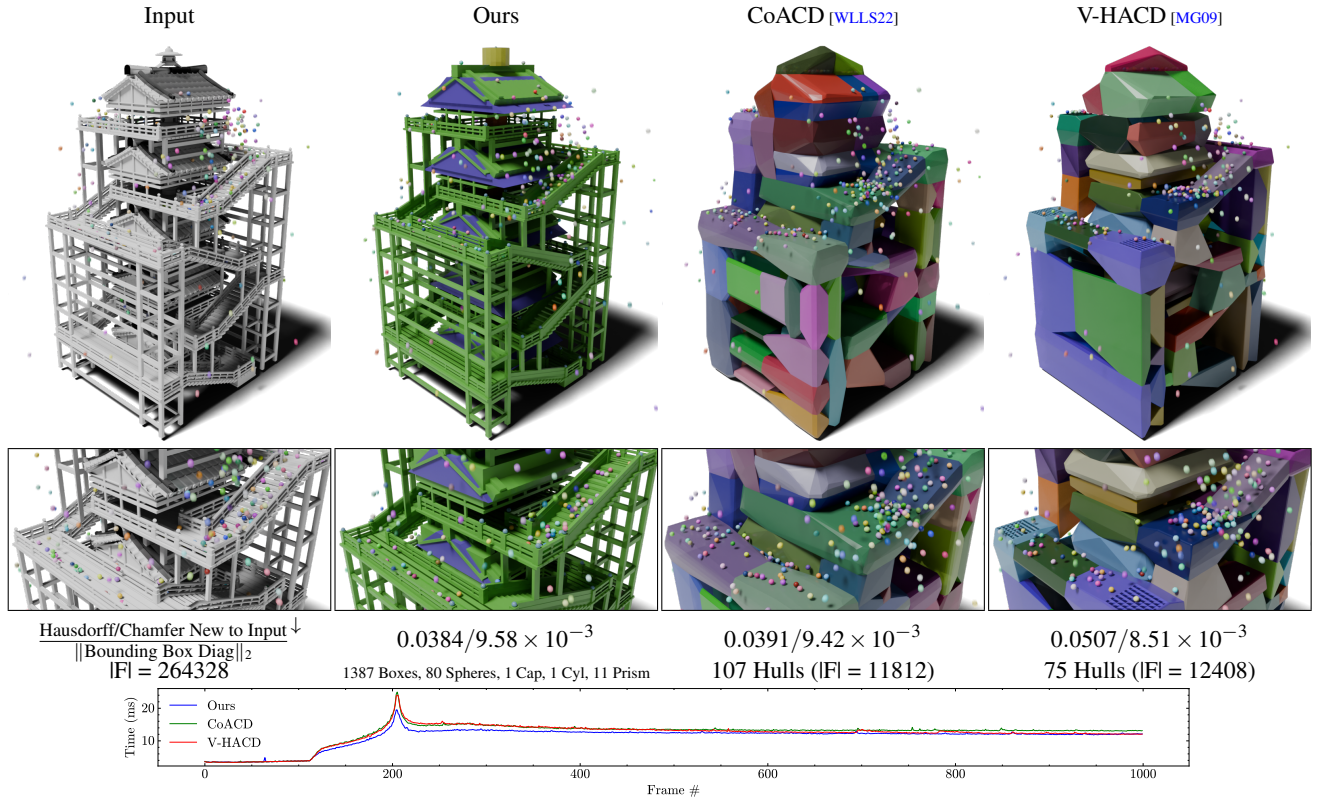 Input
Ours
CoACD [WLLS22]
V-HACD [MG09]
Hausdorff/Chamfer New to Input ↓
||Bounding Box Diag||₂
|F| = 264328
0.0384/9.58 × 10⁻³
1387 Boxes, 80 Spheres, 1 Cap, 1 Cyl, 11 Prism
0.0391/9.42 × 10⁻³
107 Hulls (|F| = 11812)
0.0507/8.51 × 10⁻³
75 Hulls (|F| = 12408)
Time (ms)
20
10
Ours
CoACD
V-HACD
0
200
400
600
800
1000
Frame #